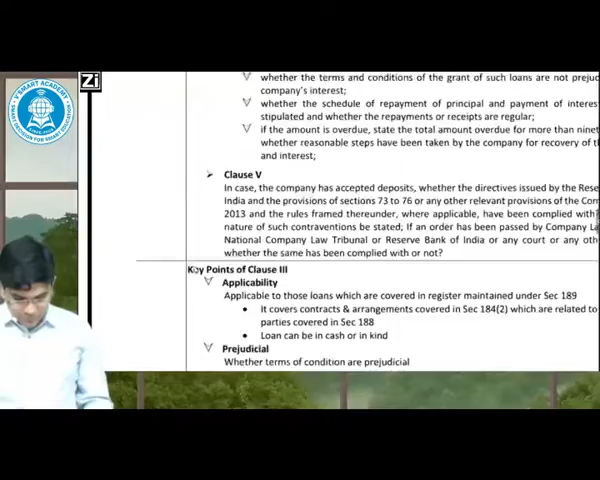 V'SMART ACADEMY
Zi
whether the terms and conditions of the grant of such loans are not prejuc
company's interest;
whether the schedule of repayment of principal and payment of interes
stipulated and whether the repayments or receipts are regular;
if the amount is overdue, state the total amount overdue for more than ninet
whether reasonable steps have been taken by the company for recovery of tl
and interest;
Clause V
In case, the company has accepted deposits, whether the directives issued by the Rese
India and the provisions of sections 73 to 76 or any other relevant provisions of the Con
2013 and the rules framed thereunder, where applicable, have been complied with?
nature of such contraventions be stated; If an order has been passed by Company La
National Company Law Tribunal or Reserve Bank of India or any court or any oth
whether the same has been complied with or not?
Key Points of Clause III
Applicability
Applicable to those loans which are covered in register maintained under Sec 189
• It covers contracts & arrangements covered in Sec 184(2) which are related to
parties covered in Sec 188
• Loan can be in cash or in kind
Prejudicial
Whether terms of condition are prejudicial